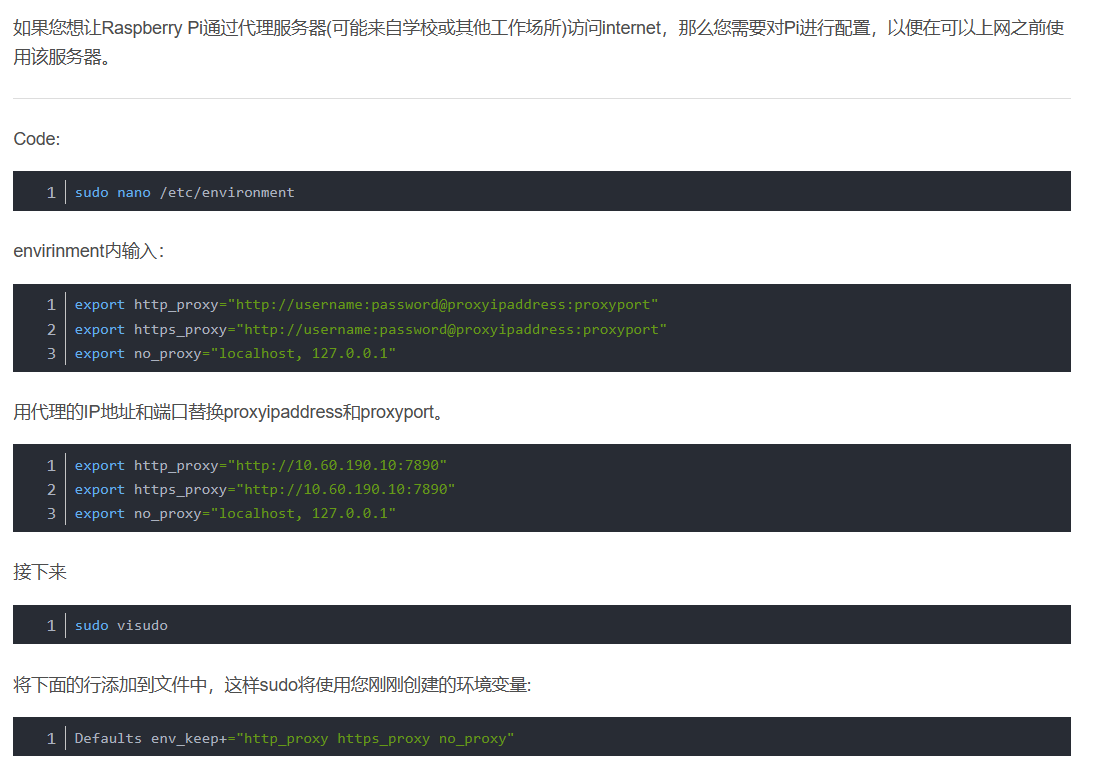 如果您想让Raspberry Pi通过代理服务器(可能来自学校或其他工作场所)访问internet，那么您需要对Pi进行配置，以便在可以上网之前使
用该服务器。
Code:
1 sudo nano /etc/environment
envirinment内输入：
1 export http_proxy="http://username:password@proxyipaddress:proxyport"
2 export https_proxy="http://username:password@proxyipaddress:proxyport"
3 export no_proxy="localhost, 127.0.0.1"
用代理的IP地址和端口替换proxyipaddress和proxyport。
1 export http_proxy="http://10.60.190.10:7890"
2 export https_proxy="http://10.60.190.10:7890"
3 export no_proxy="localhost, 127.0.0.1"
接下来
1 sudo visudo
将下面的行添加到文件中，这样sudo将使用您刚刚创建的环境变量:
1 Defaults env_keep+="http_proxy https_proxy no_proxy"